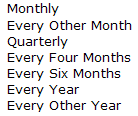 Monthly
Every Other Month
Quarterly
Every Four Months
Every Six Months
Every Year
Every Other Year